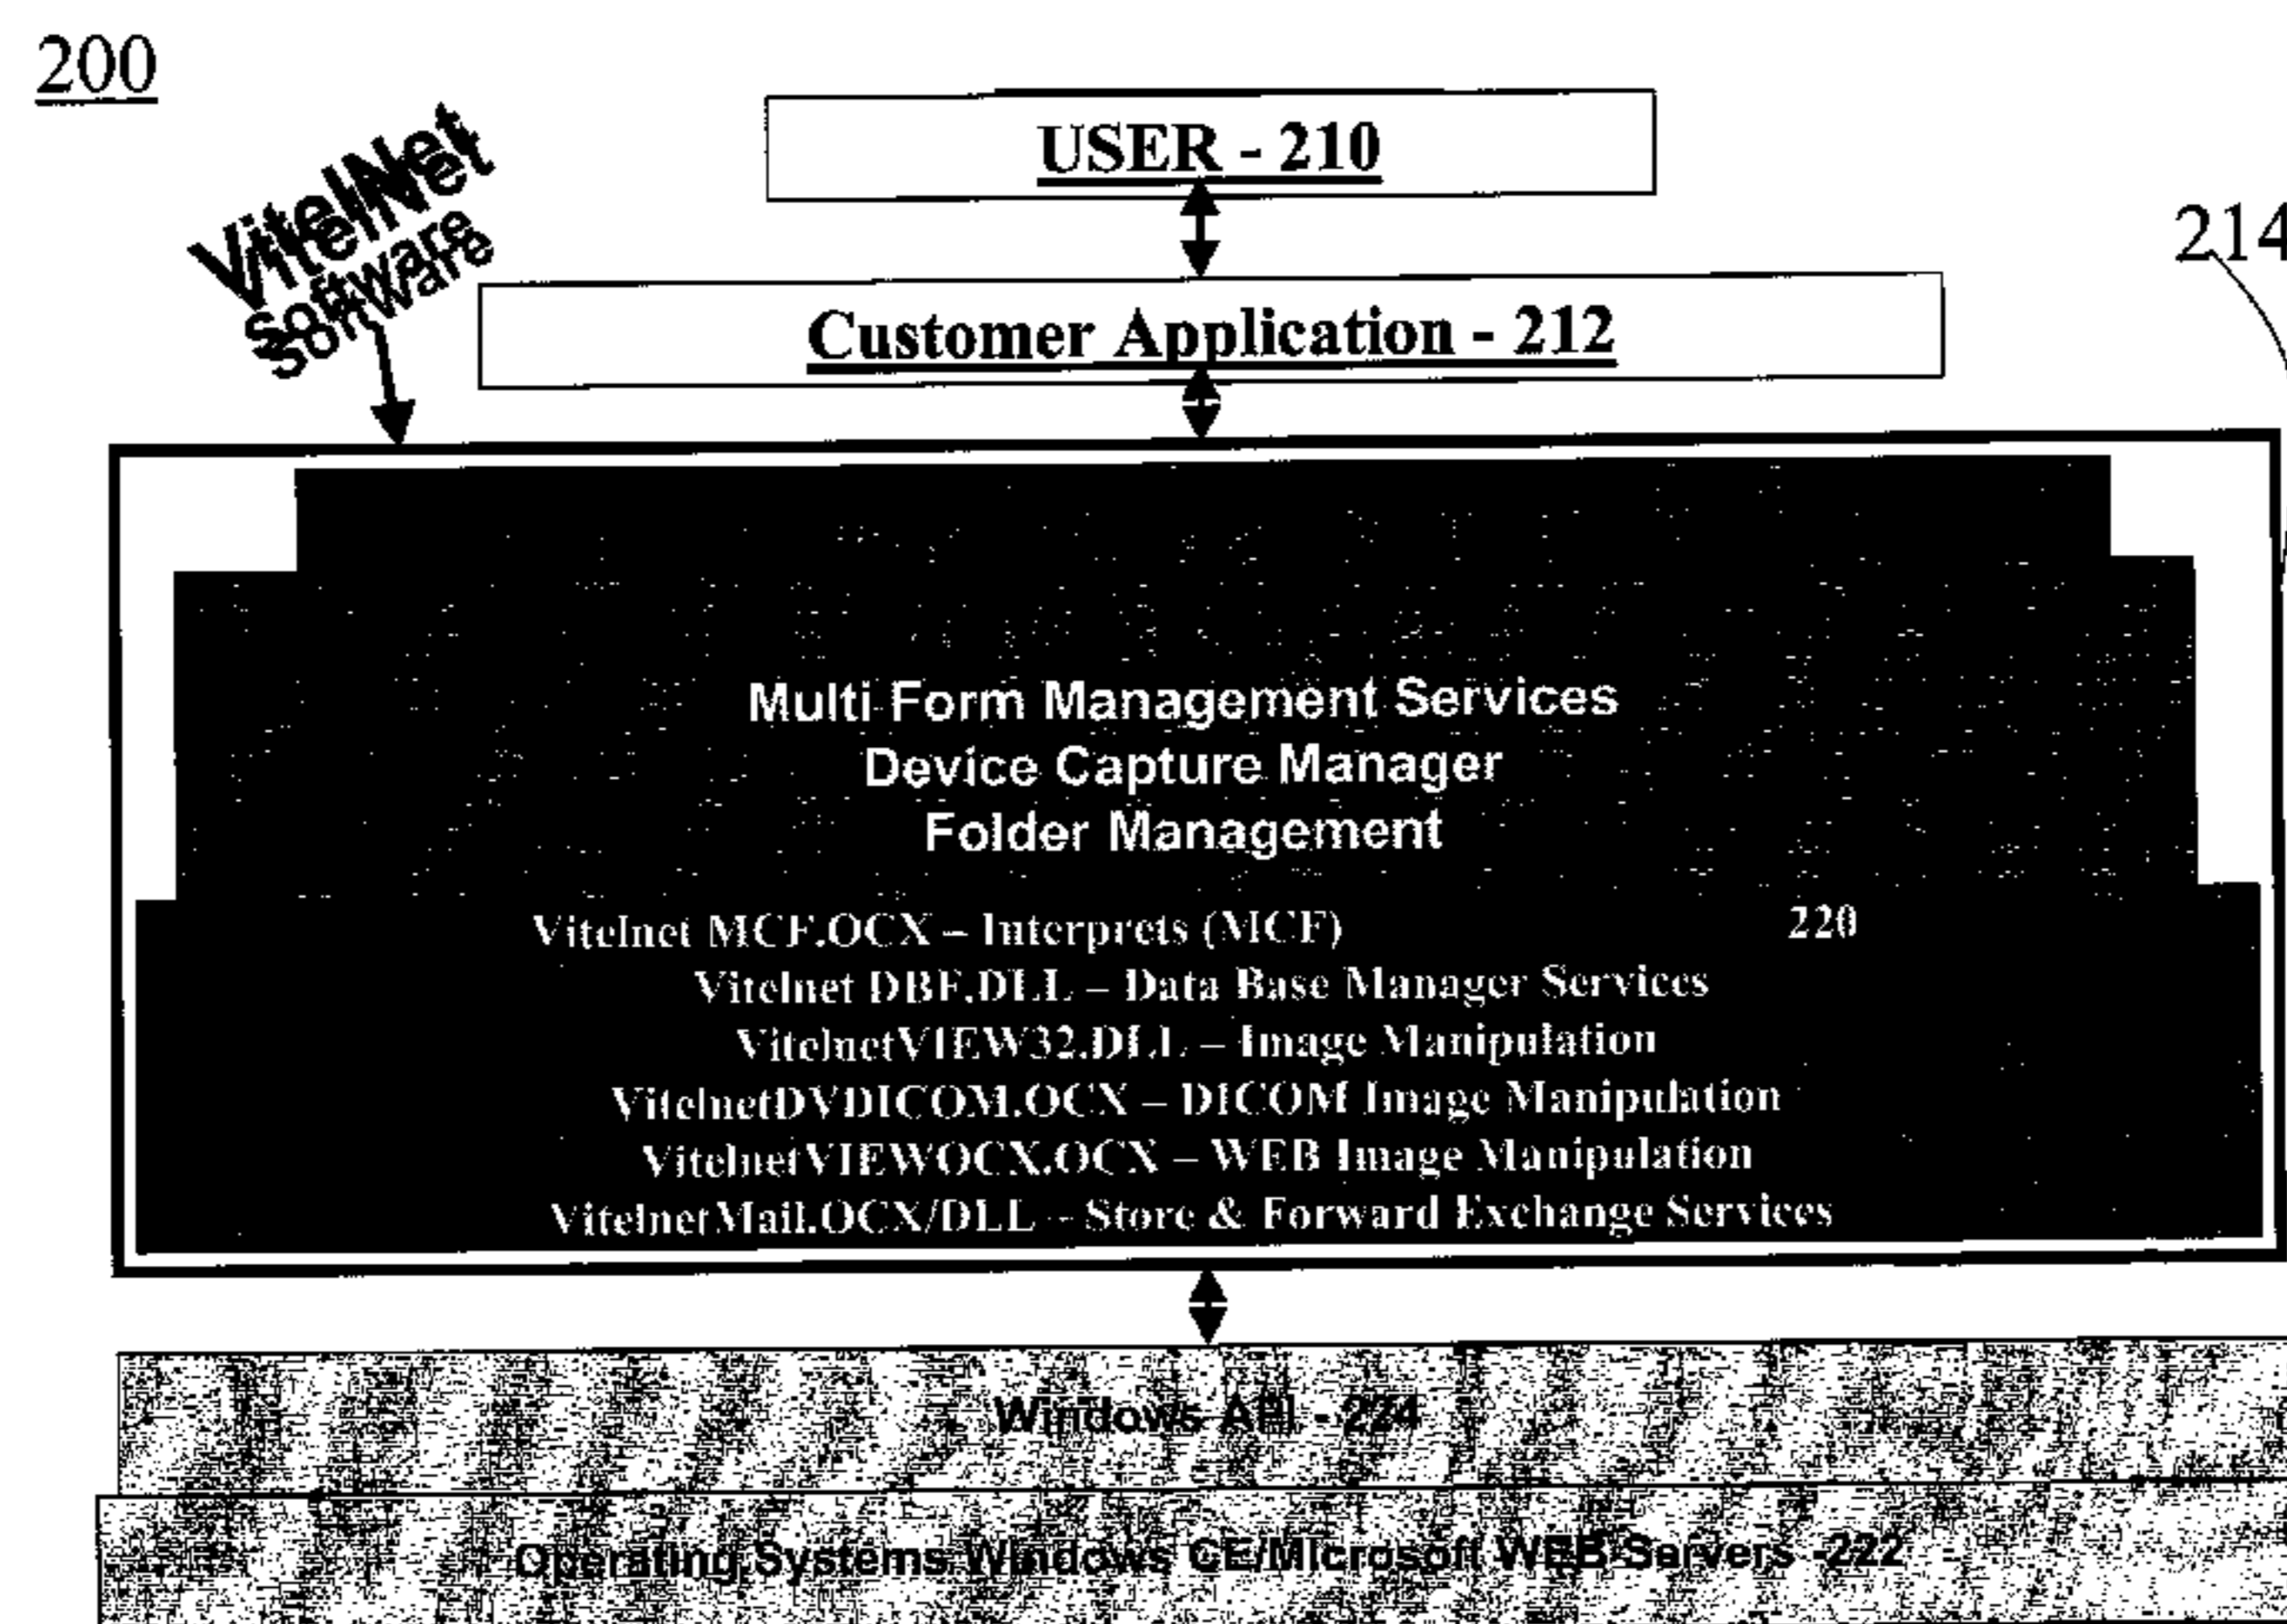 200
USER - 210
VitelNet
Software
214
Customer Application - 212
Multi Form Management Services
Device Capture Manager
Folder Management
Vitelnet MCF.OCX – Interprets (MCF) 220
Vitelnet DBF.DLL – Data Base Manager Services
VitelnetVIEW32.DLL – Image Manipulation
VitelnetDVDICOM.OCX – DICOM Image Manipulation
VitelnetVIEWOCX.OCX – WEB Image Manipulation
VitelnetMail.OCX/DLL – Store & Forward Exchange Services
Windows API - 224
Operating Systems Windows CE/Microsoft WEB Servers -222